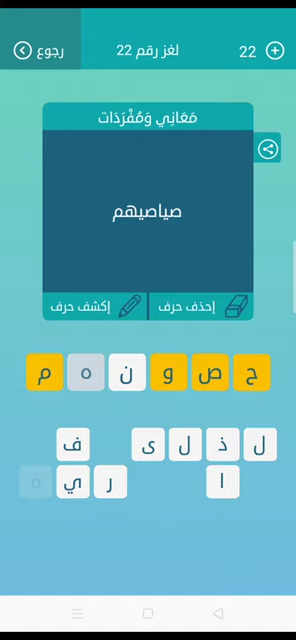 رجوع لغز رقم 22 22
مَعَانِي وَمُفْرَدَات
صياصيهم
إحذف حرف إكشف حرف
ح ص و ن ه م
ل ذ ل ى ف
ا ر ي ه